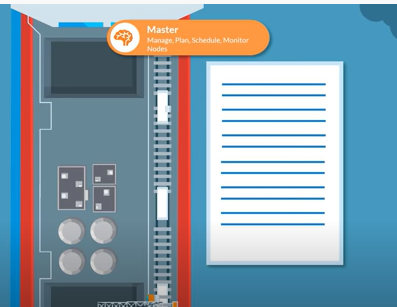 Master
Manage, Plan, Schedule, Monitor
Nodes